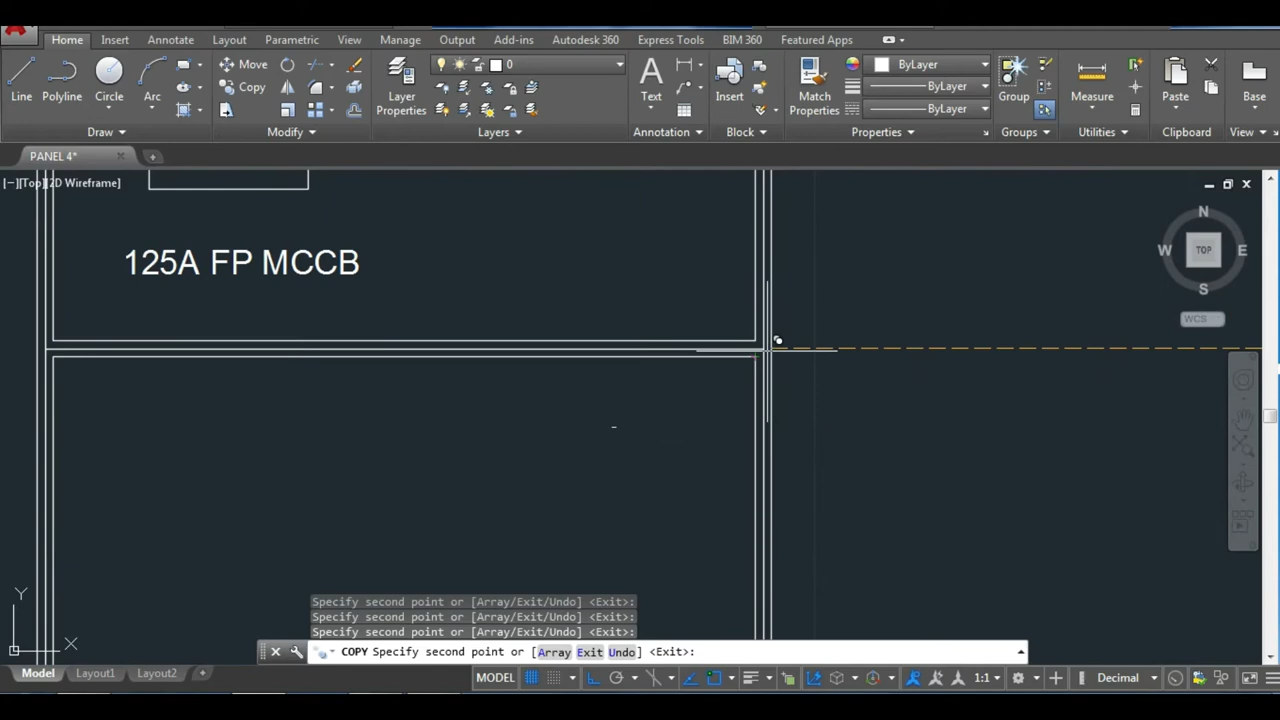 Home Insert Annotate Layout Parametric View Manage Output Add-ins Autodesk 360 Express Tools BIM 360 Featured Apps
Line Polyline Circle Arc
Move
Copy
Layer
Properties
0
Text
Insert
Match
Properties
ByLayer
ByLayer
ByLayer
Group
Measure
Paste
Base
Draw Modify Layers Annotation Block Properties Groups Utilities Clipboard View
PANEL 4*
[−][Top][2D Wireframe]
N
W TOP E
S
WCS
125A FP MCCB
Y
X
Specify second point or [Array/Exit/Undo] <Exit>:
Specify second point or [Array/Exit/Undo] <Exit>:
Specify second point or [Array/Exit/Undo] <Exit>:
COPY Specify second point or [Array Exit Undo] <Exit>:
Model Layout1 Layout2 MODEL 1:1 Decimal